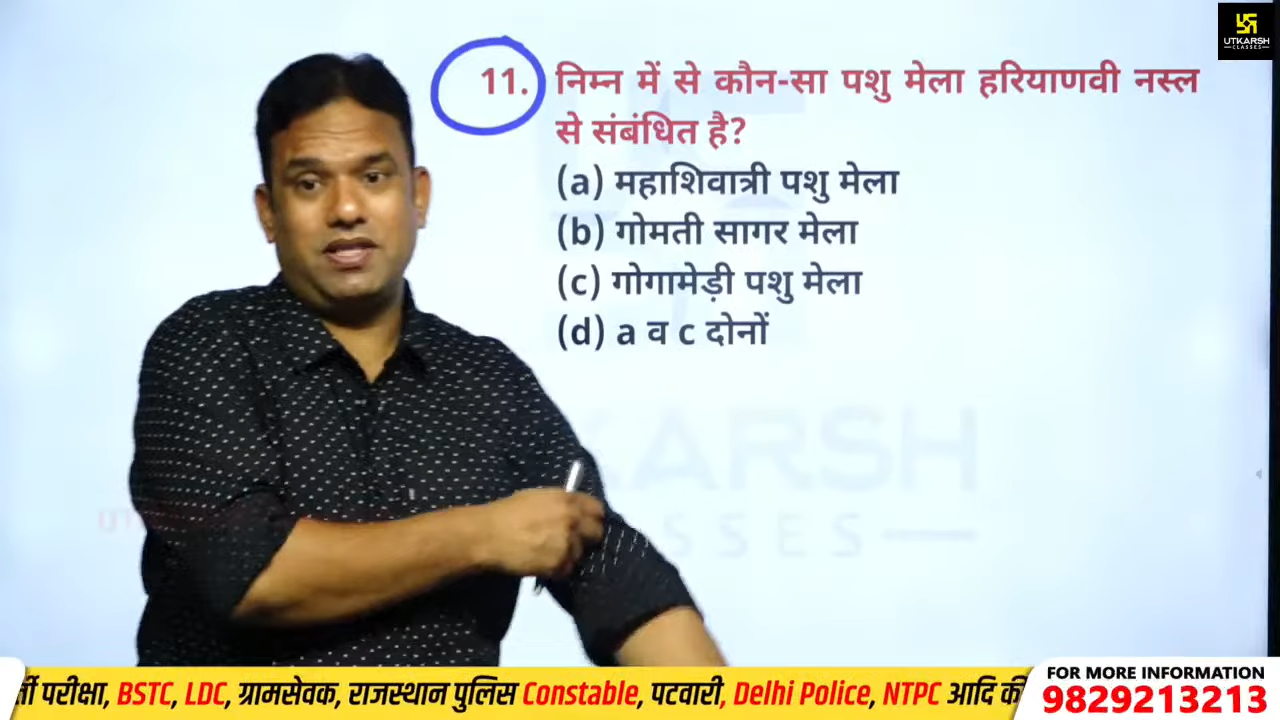 UTKARSH
CLASSES
11. निम्न में से कौन-सा पशु मेला हरियाणवी नस्ल
से संबंधित है?
(a) महाशिवात्री पशु मेला
(b) गोमती सागर मेला
(c) गोगामेड़ी पशु मेला
(d) a व c दोनों
परीक्षा, BSTC, LDC, ग्रामसेवक, राजस्थान पुलिस Constable, पटवारी, Delhi Police, NTPC आदि की
FOR MORE INFORMATION
9829213213